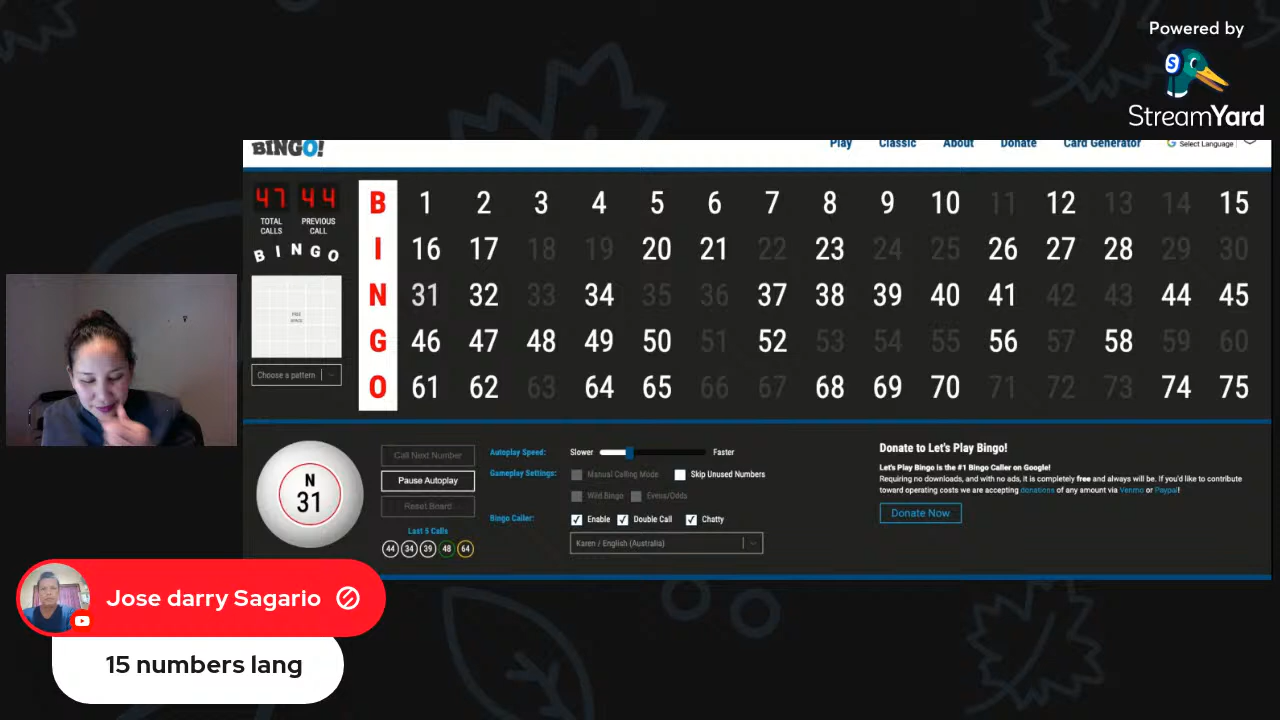 Powered by
StreamYard
BINGO!
Play Classic About Donate Card Generator Select Language
47 44
TOTAL CALLS PREVIOUS CALL
BINGO
FREE SPACE
Choose a pattern
B 1 2 3 4 5 6 7 8 9 10 11 12 13 14 15
I 16 17 18 19 20 21 22 23 24 25 26 27 28 29 30
N 31 32 33 34 35 36 37 38 39 40 41 42 43 44 45
G 46 47 48 49 50 51 52 53 54 55 56 57 58 59 60
O 61 62 63 64 65 66 67 68 69 70 71 72 73 74 75
N
31
Call Next Number
Pause Autoplay
Reset Board
Last 5 Calls
44 34 39 48 64
Autoplay Speed: Slower Faster
Gameplay Settings: Manual Calling Mode Skip Unused Numbers
Wild Bingo Evens/Odds
Bingo Caller: Enable Double Call Chatty
Karen / English (Australia)
Donate to Let's Play Bingo!
Let's Play Bingo is the #1 Bingo Caller on Google!
Requiring no downloads, and with no ads, it is completely free and always will be. If you'd like to contribute
toward operating costs we are accepting donations of any amount via Venmo or Paypal!
Donate Now
Jose darry Sagario
15 numbers lang